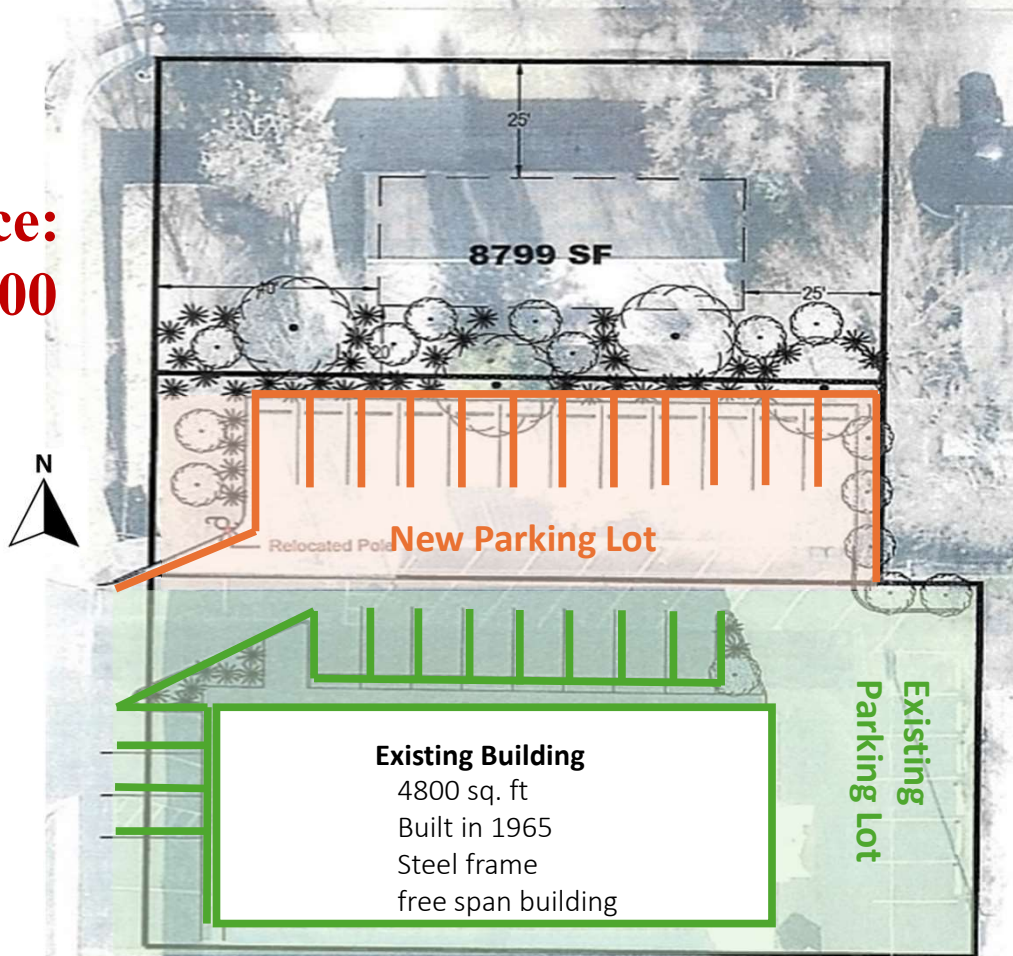 ce:
00
25'
8799 SF
70'
25'
N
New Parking Lot
Relocated Pole
Existing
Parking Lot
Existing Building
4800 sq. ft
Built in 1965
Steel frame
free span building